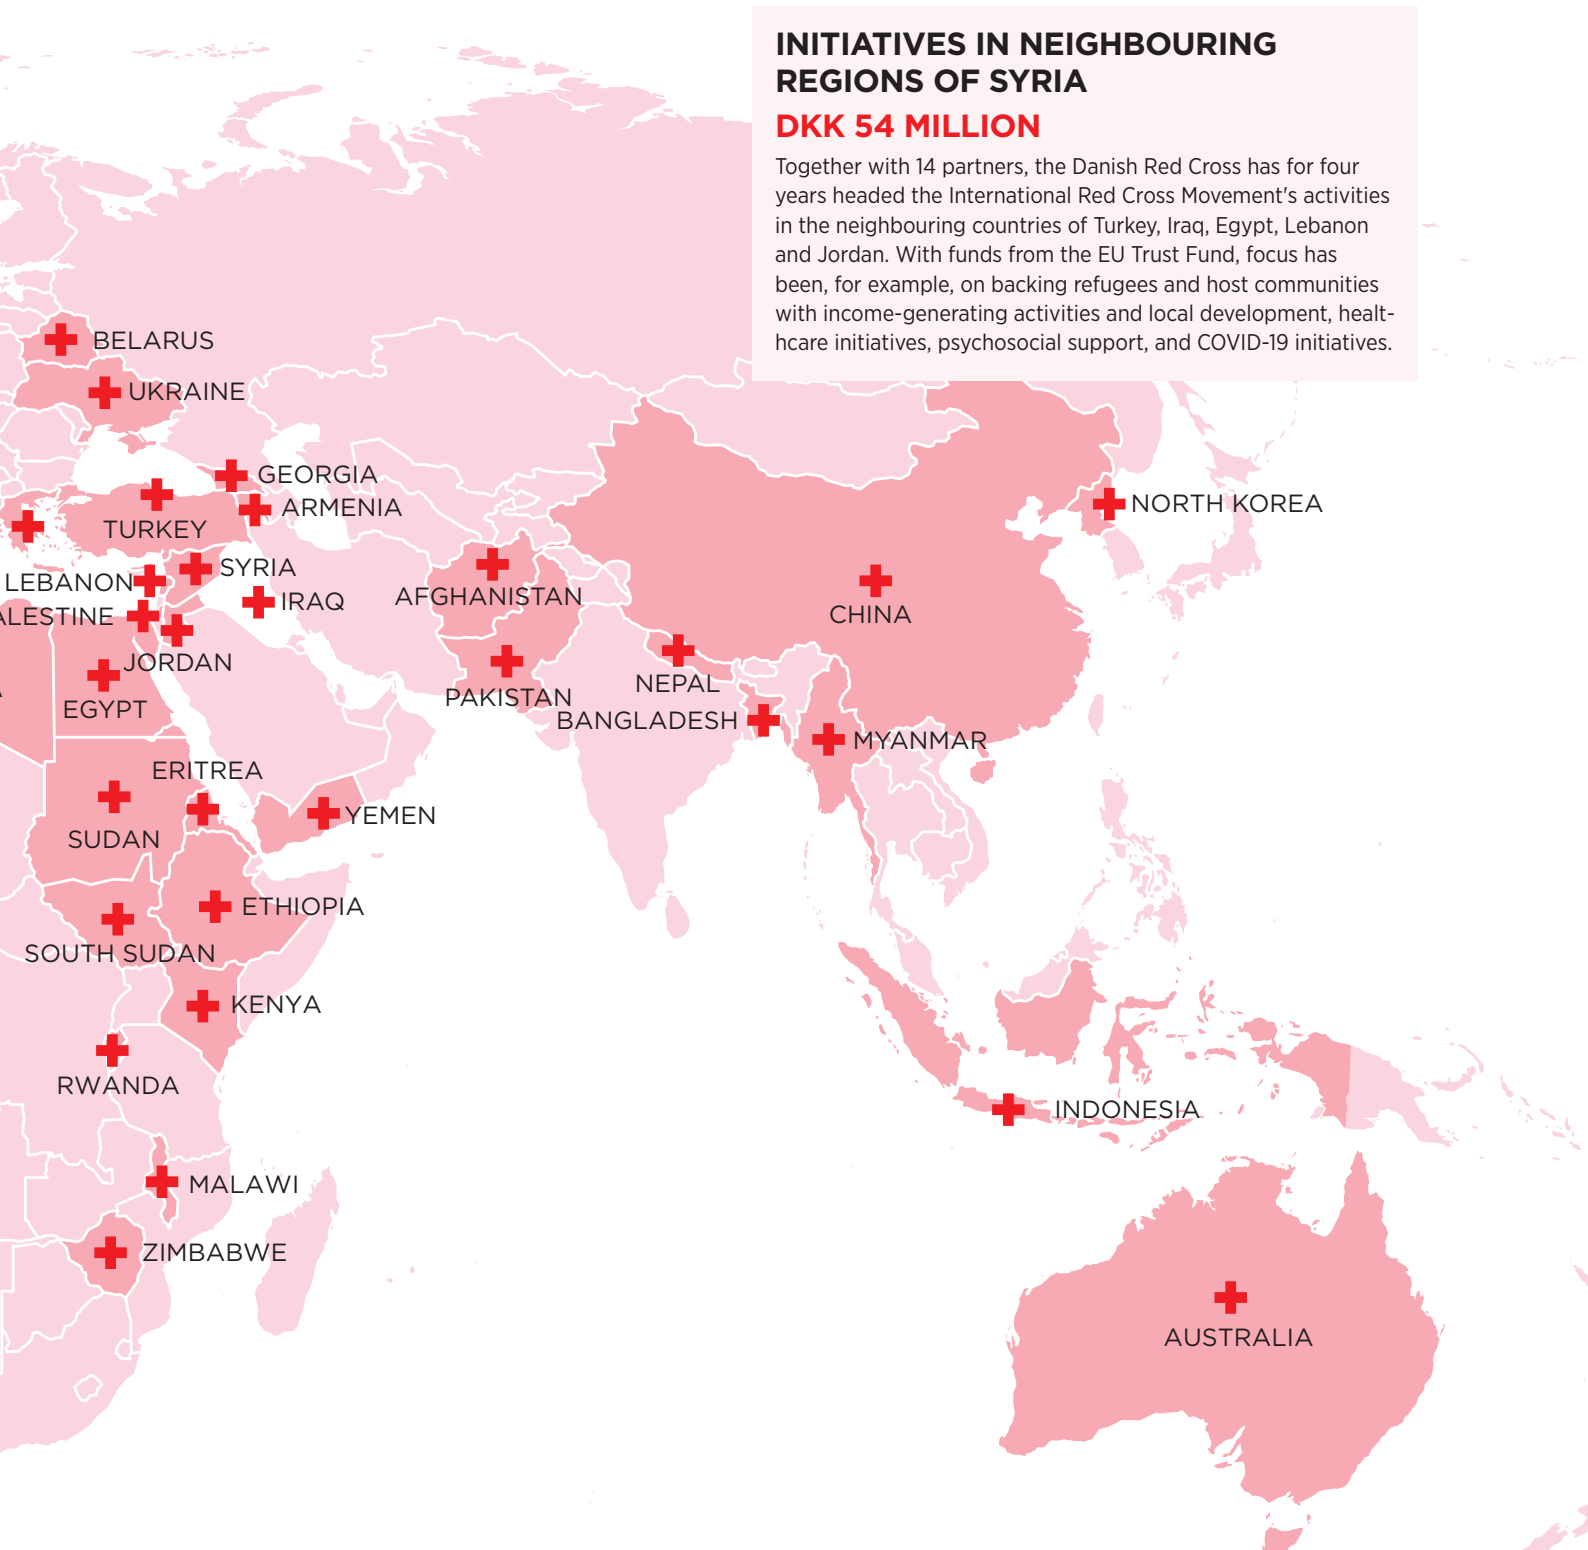 INITIATIVES IN NEIGHBOURING
REGIONS OF SYRIA
DKK 54 MILLION
Together with 14 partners, the Danish Red Cross has for four
years headed the International Red Cross Movement's activities
in the neighbouring countries of Turkey, Iraq, Egypt, Lebanon
and Jordan. With funds from the EU Trust Fund, focus has
been, for example, on backing refugees and host communities
with income-generating activities and local development, healt-
hcare initiatives, psychosocial support, and COVID-19 initiatives.
BELARUS
UKRAINE
GEORGIA
ARMENIA
NORTH KOREA
TURKEY
SYRIA
LEBANON
AFGHANISTAN
IRAQ
CHINA
ALESTINE
JORDAN
NEPAL
PAKISTAN
EGYPT
BANGLADESH
MYANMAR
ERITREA
YEMEN
SUDAN
ETHIOPIA
SOUTH SUDAN
KENYA
RWANDA
INDONESIA
MALAWI
ZIMBABWE
AUSTRALIA